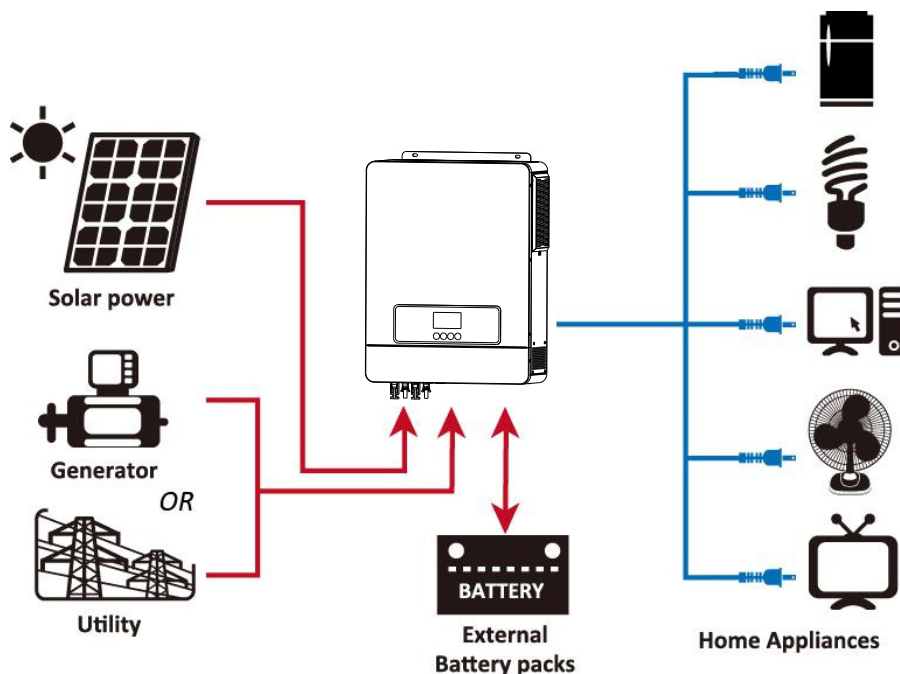 Solar power
Generator
OR
Utility
BATTERY
External
Battery packs
Home Appliances